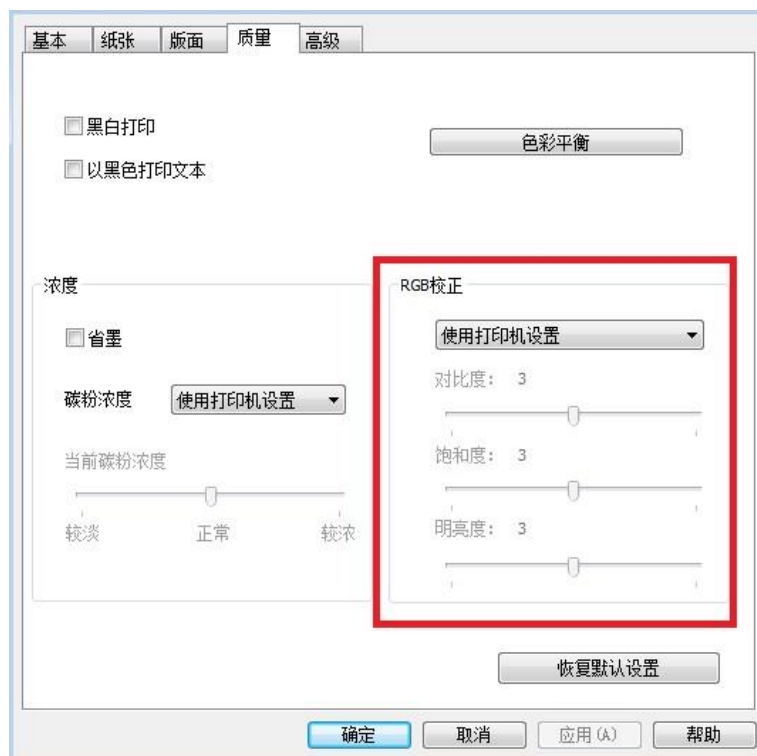 基本 纸张 版面 质量 高级
黑白打印
色彩平衡
以黑色打印文本
浓度
省墨
碳粉浓度 使用打印机设置
当前碳粉浓度
较淡 正常 较浓
RGB校正
使用打印机设置
对比度: 3
饱和度: 3
明亮度: 3
恢复默认设置
确定 取消 应用(A) 帮助